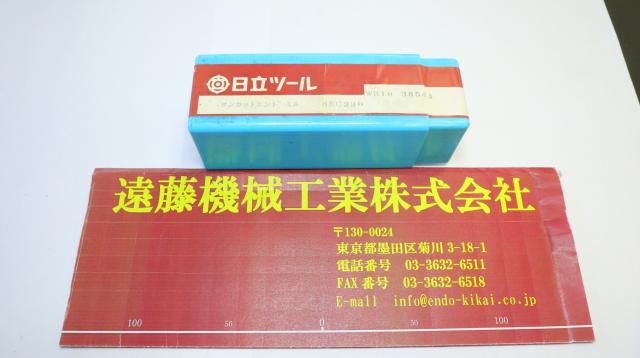 日立ツール
遠藤機械工業株式会社
〒130-0024
東京都墨田区菊川 3-18-1
電話番号 03-3632-6511
FAX 番号 03-3632-6518
E-mail info@endo-kikai.co.jp
100 50 0 50 100